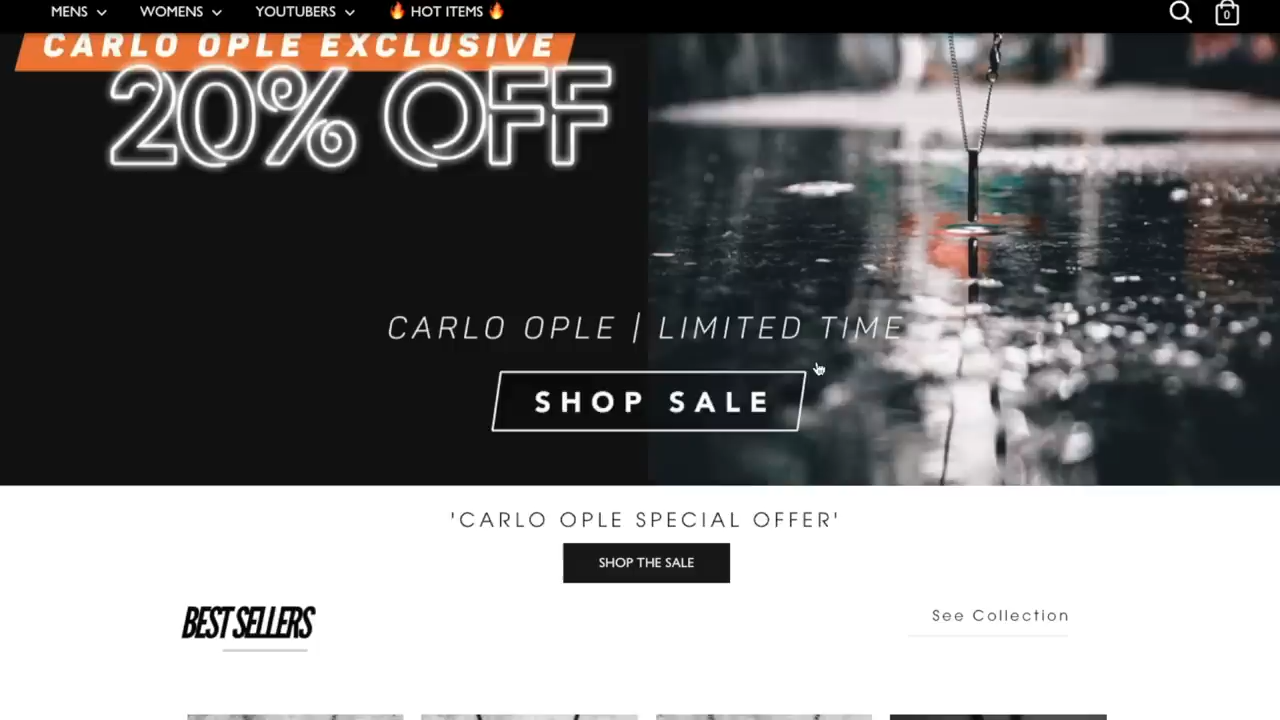 MENS WOMENS YOUTUBERS 🔥 HOT ITEMS 🔥 0
CARLO OPLE EXCLUSIVE
20% OFF
CARLO OPLE | LIMITED TIME
SHOP SALE
'CARLO OPLE SPECIAL OFFER'
SHOP THE SALE
BEST SELLERS
See Collection